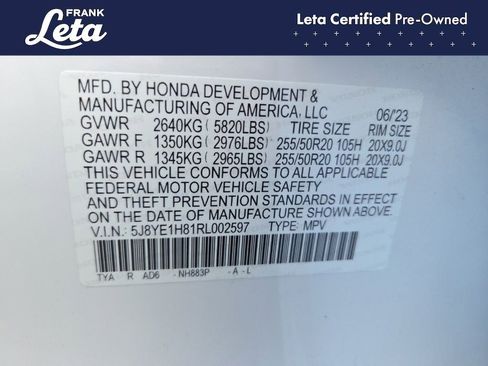 FRANK
Leta
Leta Certified Pre-Owned
MFD. BY HONDA DEVELOPMENT &
MANUFACTURING OF AMERICA, LLC 06/'23
GVWR 2640KG(5820LBS) TIRE SIZE RIM SIZE
GAWR F 1350KG(2976LBS) 255/50R20 105H 20X9.0J
GAWR R 1345KG(2965LBS) 255/50R20 105H 20X9.0J
THIS VEHICLE CONFORMS TO ALL APPLICABLE
FEDERAL MOTOR VEHICLE SAFETY
AND THEFT PREVENTION STANDARDS
IN EFFECT ON THE
DATE OF MANUFACTURE SHOWN ABOVE.
V.I.N.: 5J8YE1H81RL002597 TYPE: MPV
TYA R AD6 -NH883P -A-L